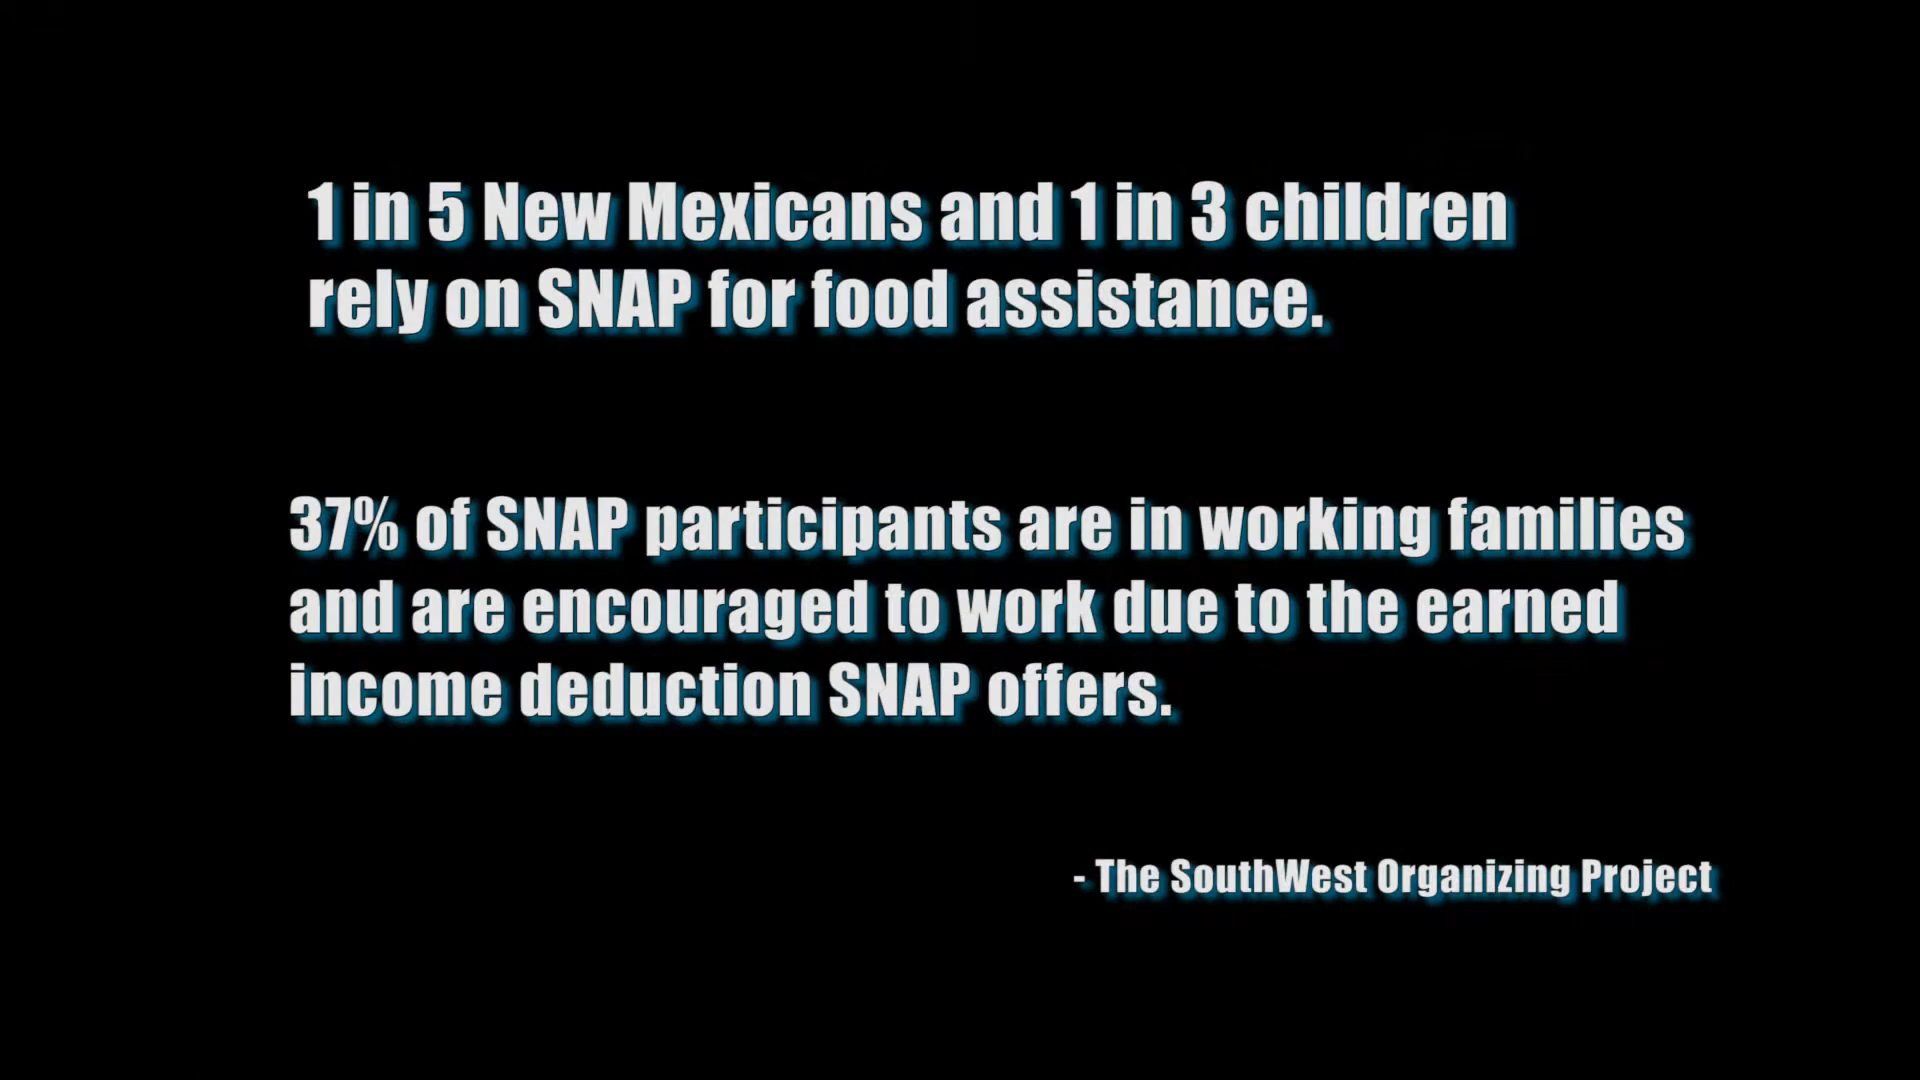 1 in 5 New Mexicans and 1 in 3 children
rely on SNAP for food assistance.
37% of SNAP participants are in working families
and are encouraged to work due to the earned
income deduction SNAP offers.
- The SouthWest Organizing Project